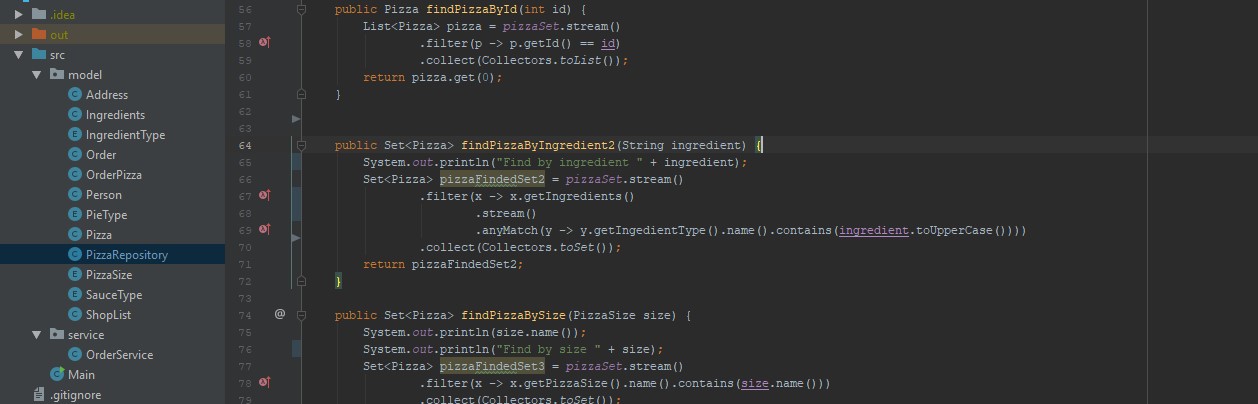 .idea
out
src
model
Address
Ingredients
IngredientType
Order
OrderPizza
Person
PieType
Pizza
PizzaRepository
PizzaSize
SauceType
ShopList
service
OrderService
Main
.gitignore
56 public Pizza findPizzaById(int id) {
57 List<Pizza> pizza = pizzaSet.stream()
58 .filter(p -> p.getId() == id)
59 .collect(Collectors.toList());
60 return pizza.get(0);
61 }
62
63
64 public Set<Pizza> findPizzaByIngredient2(String ingredient) {
65 System.out.println("Find by ingredient " + ingredient);
66 Set<Pizza> pizzaFindedSet2 = pizzaSet.stream()
67 .filter(x -> x.getIngredients()
68 .stream()
69 .anyMatch(y -> y.getIngedientType().name().contains(ingredient.toUpperCase())))
70 .collect(Collectors.toSet());
71 return pizzaFindedSet2;
72 }
73
74 @ public Set<Pizza> findPizzaBySize(PizzaSize size) {
75 System.out.println(size.name());
76 System.out.println("Find by size " + size);
77 Set<Pizza> pizzaFindedSet3 = pizzaSet.stream()
78 .filter(x -> x.getPizzaSize().name().contains(size.name()))
79 .collect(Collectors.toSet());